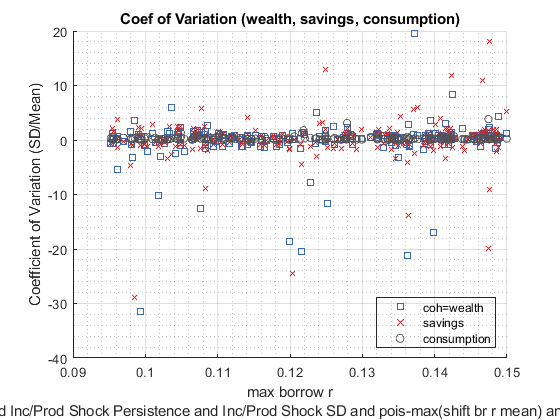 Coef of Variation (wealth, savings, consumption)
Coefficient of Variation (SD/Mean)
20
10
0
-10
-20
-30
-40
coh=wealth
savings
consumption
0.09 0.1 0.11 0.12 0.13 0.14 0.15
max borrow r
d Inc/Prod Shock Persistence and Inc/Prod Shock SD and pois-max(shift br r mean) an